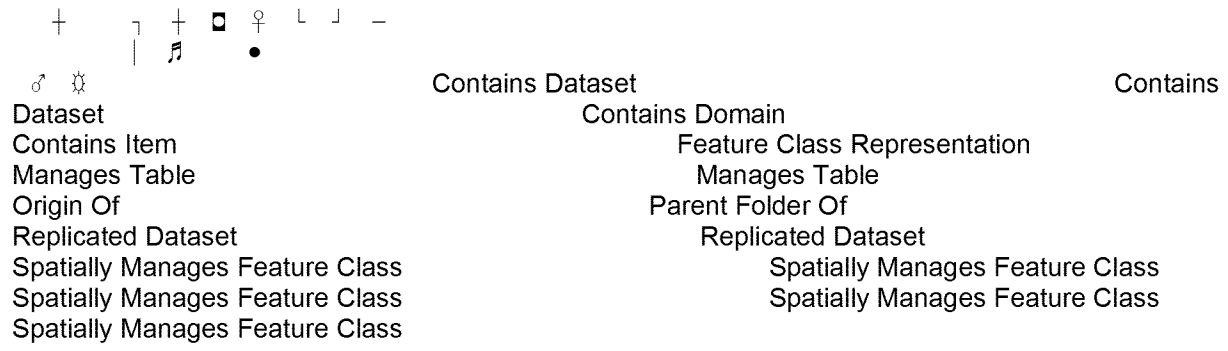 ┼ ┐ ┼ ◘ ♀ └ ┘ ─
│ ♬ •
♂ ☼ Contains Dataset Contains
Dataset Contains Domain
Contains Item Feature Class Representation
Manages Table Manages Table
Origin Of Parent Folder Of
Replicated Dataset Replicated Dataset
Spatially Manages Feature Class Spatially Manages Feature Class
Spatially Manages Feature Class Spatially Manages Feature Class
Spatially Manages Feature Class